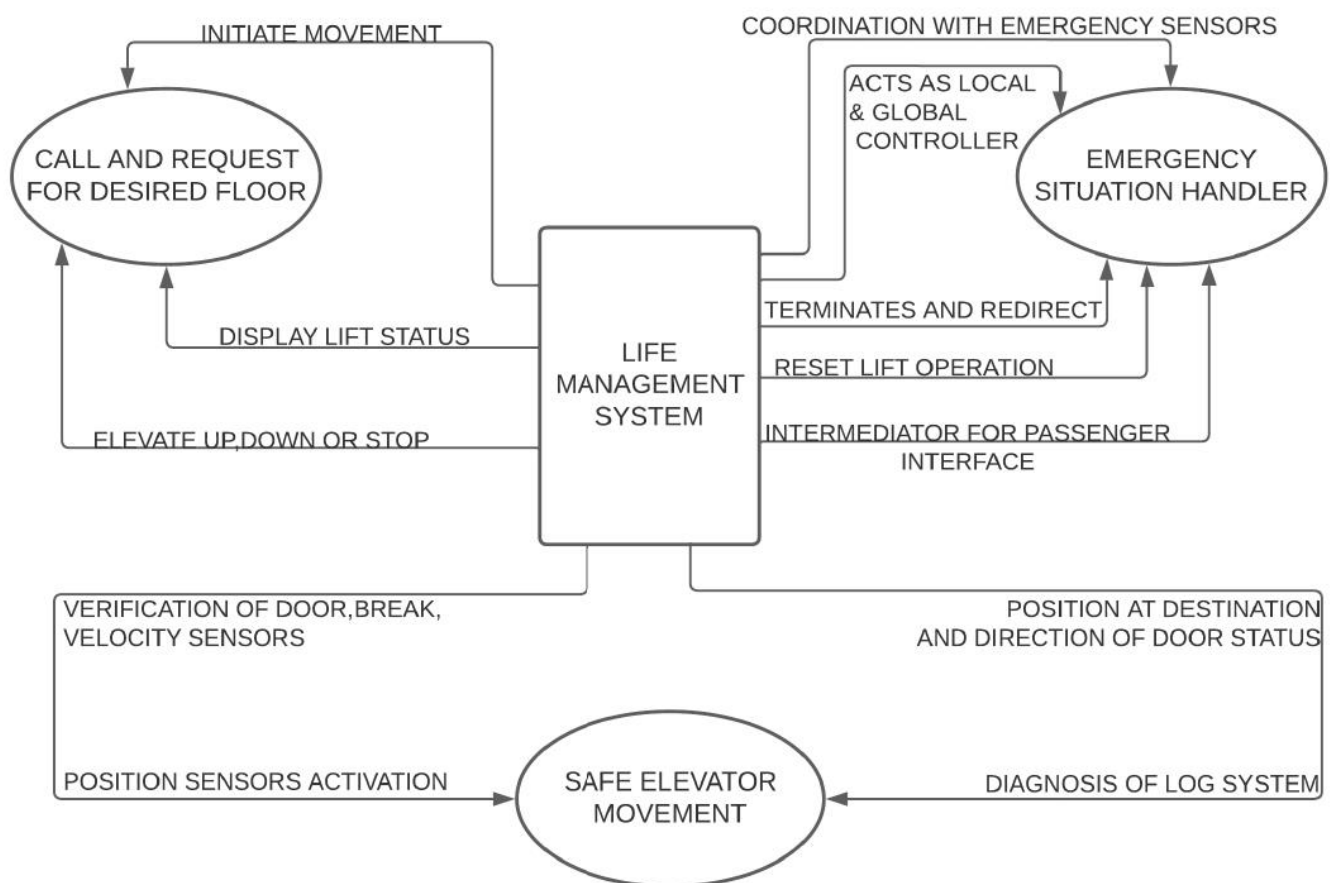 INITIATE MOVEMENT
COORDINATION WITH EMERGENCY SENSORS
ACTS AS LOCAL
& GLOBAL
CONTROLLER
CALL AND REQUEST
FOR DESIRED FLOOR
EMERGENCY
SITUATION HANDLER
TERMINATES AND REDIRECT
DISPLAY LIFT STATUS
LIFE
MANAGEMENT
SYSTEM
RESET LIFT OPERATION
ELEVATE UP,DOWN OR STOP
INTERMEDIATOR FOR PASSENGER
INTERFACE
VERIFICATION OF DOOR,BREAK,
VELOCITY SENSORS
POSITION AT DESTINATION
AND DIRECTION OF DOOR STATUS
POSITION SENSORS ACTIVATION
SAFE ELEVATOR
MOVEMENT
DIAGNOSIS OF LOG SYSTEM